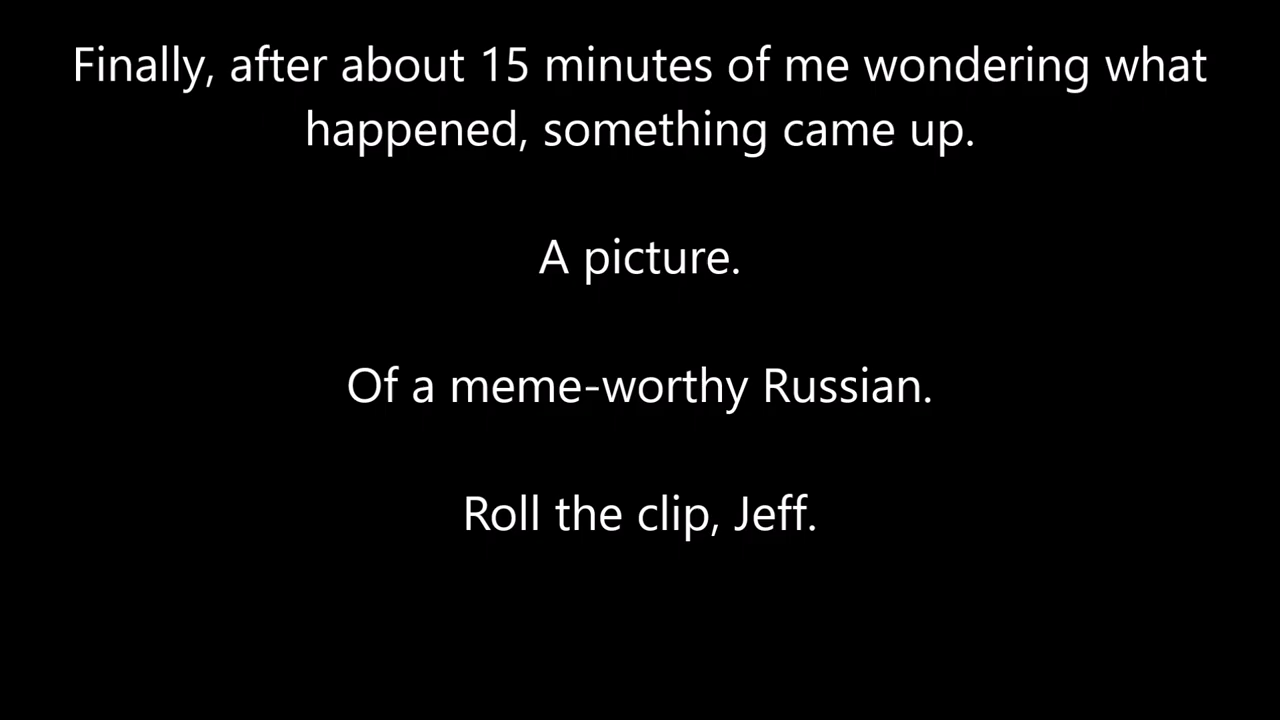 Finally, after about 15 minutes of me wondering what
happened, something came up.
A picture.
Of a meme-worthy Russian.
Roll the clip, Jeff.